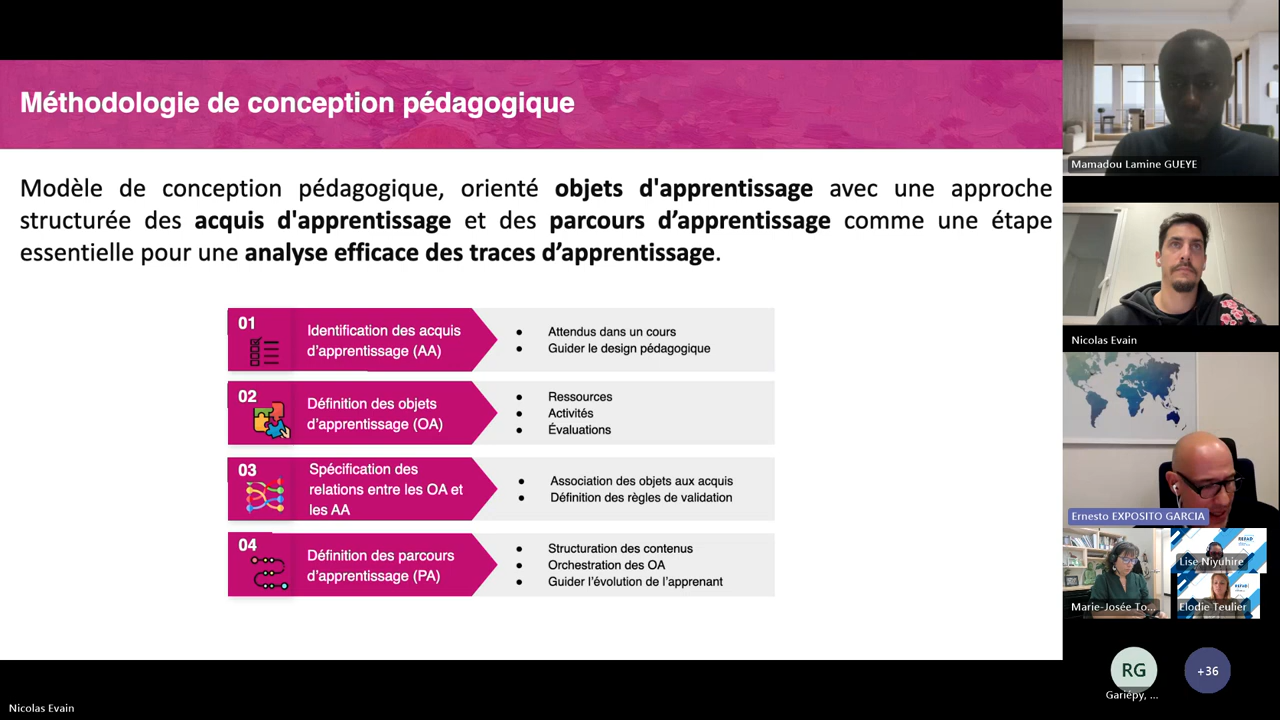 Méthodologie de conception pédagogique
Modèle de conception pédagogique, orienté objets d'apprentissage avec une approche
structurée des acquis d'apprentissage et des parcours d’apprentissage comme une étape
essentielle pour une analyse efficace des traces d’apprentissage.
01
Identification des acquis
d’apprentissage (AA)
• Attendus dans un cours
• Guider le design pédagogique
02
Définition des objets
d’apprentissage (OA)
• Ressources
• Activités
• Évaluations
03
Spécification des
relations entre les OA et
les AA
• Association des objets aux acquis
• Définition des règles de validation
04
Définition des parcours
d’apprentissage (PA)
• Structuration des contenus
• Orchestration des OA
• Guider l’évolution de l’apprenant
Mamadou Lamine GUEYE
Nicolas Evain
Ernesto EXPOSITO GARCIA
Marie-Josée To...
REFAD
Lise Niyuhire
Elodie Teulier
RG
Gariépy, ...
+36
Nicolas Evain